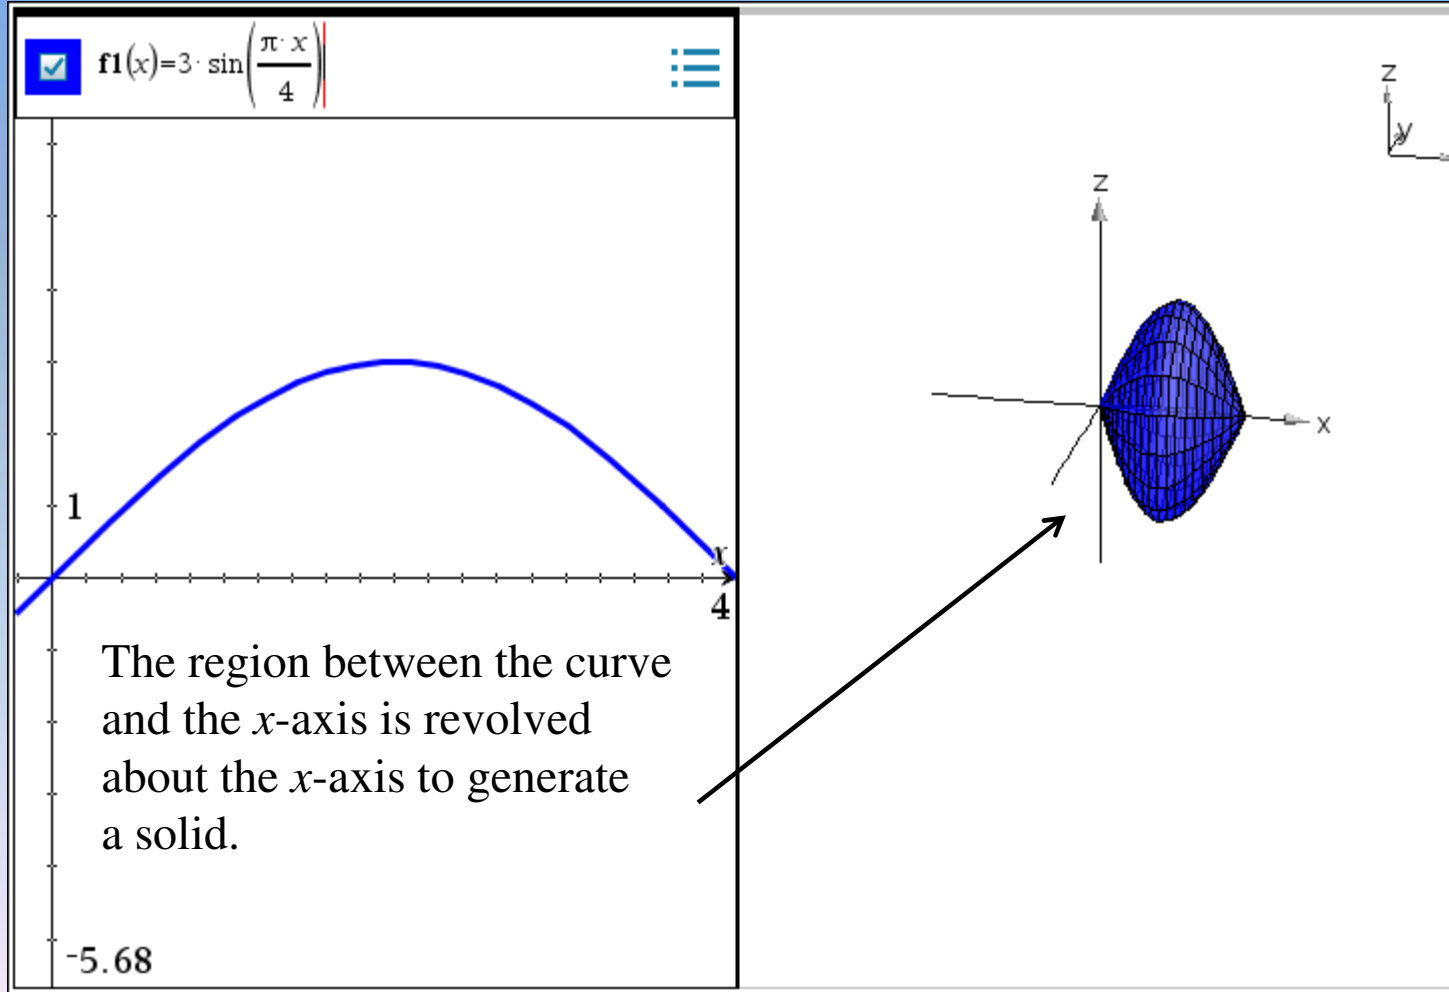 f1(x)=3· sin(π· x/4)
1
x
4
The region between the curve
and the x-axis is revolved
about the x-axis to generate
a solid.
-5.68
z
y
z
x